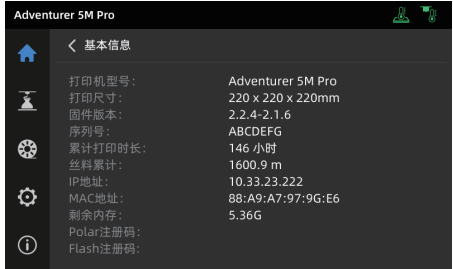 Adventurer 5M Pro
基本信息
打印机型号： Adventurer 5M Pro
打印尺寸： 220 x 220 x 220mm
固件版本： 2.2.4-2.1.6
序列号： ABCDEFG
累计打印时长： 146 小时
丝料累计： 1600.9 m
IP地址： 10.33.23.222
MAC地址： 88:A9:A7:97:9G:E6
剩余内存： 5.36G
Polar注册码：
Flash注册码：